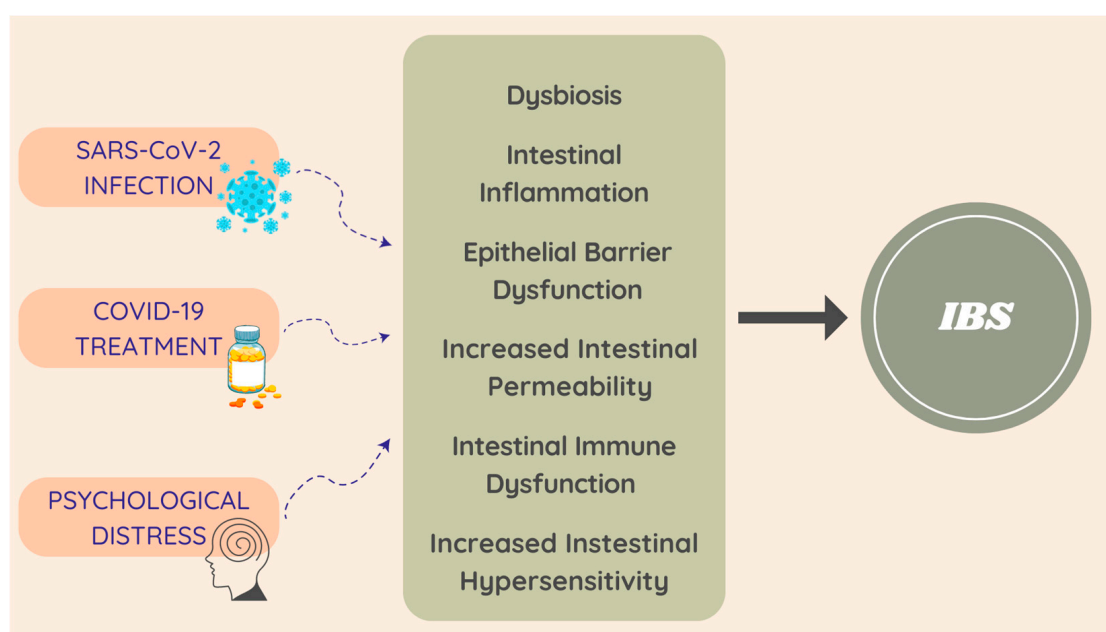 SARS-CoV-2
INFECTION
COVID-19
TREATMENT
PSYCHOLOGICAL
DISTRESS
Dysbiosis
Intestinal
Inflammation
Epithelial Barrier
Dysfunction
Increased Intestinal
Permeability
Intestinal Immune
Dysfunction
Increased Instestinal
Hypersensitivity
IBS